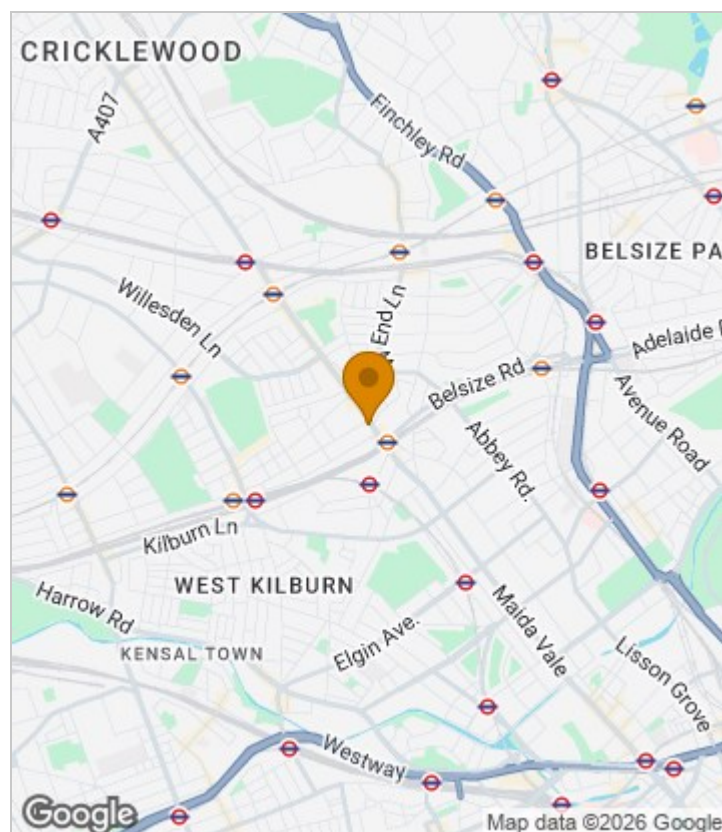 CRICKLEWOOD
A407
Finchley Rd
BELSIZE PA
Willesden Ln
End Ln
Adelaide
Belsize Rd
Avenue Road
Abbey Rd.
Kilburn Ln
WEST KILBURN
Harrow Rd
Maida Vale
KENSAL TOWN
Elgin Ave.
Lisson Grove
Westway
Google
Map data ©2026 Google